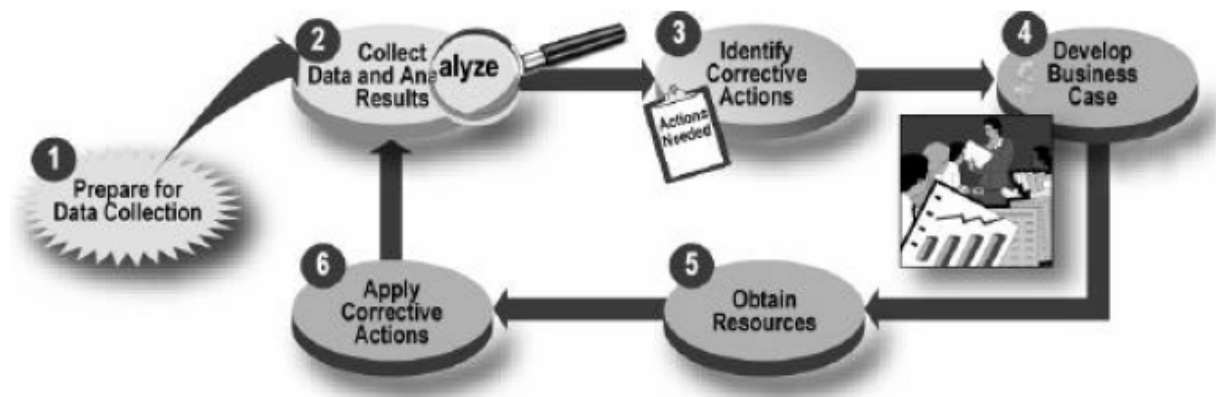 1
Prepare for
Data Collection
2
Collect
Data and Ana
alyze
Results
3
Identify
Corrective
Actions
Actions
Needed
4
Develop
Business
Case
5
Obtain
Resources
6
Apply
Corrective
Actions